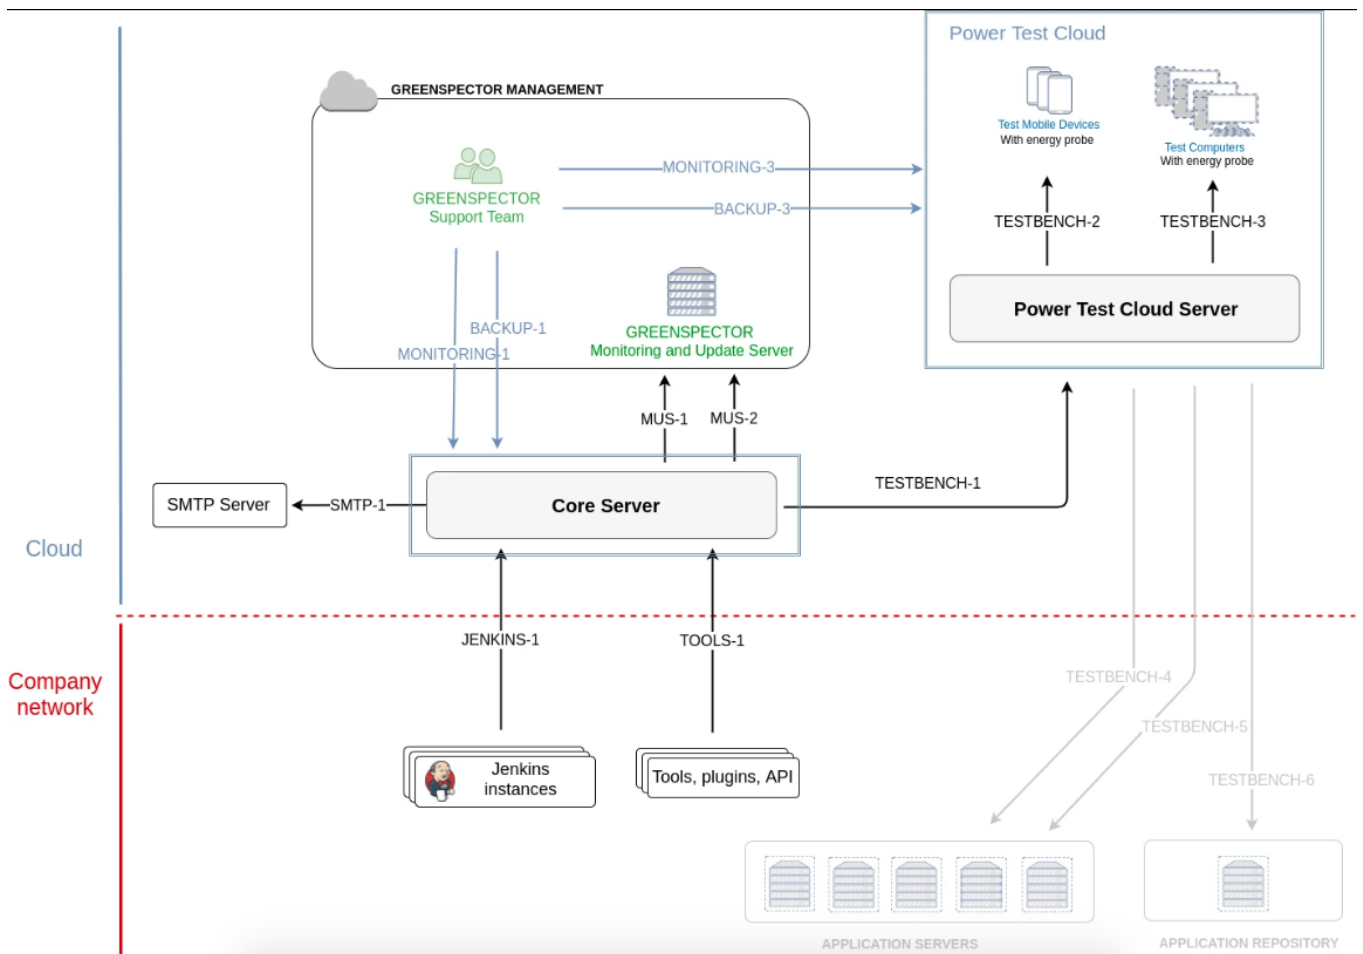 Power Test Cloud
GREENSPECTOR MANAGEMENT
Test Mobile Devices
With energy probe
Test Computers
With energy probe
MONITORING-3
GREENSPECTOR
Support Team
BACKUP-3
TESTBENCH-2
TESTBENCH-3
Power Test Cloud Server
BACKUP-1
GREENSPECTOR
Monitoring and Update Server
MONITORING-1
MUS-1
MUS-2
TESTBENCH-1
SMTP Server
SMTP-1
Core Server
Cloud
JENKINS-1
TOOLS-1
Company
network
TESTBENCH-4
TESTBENCH-5
Jenkins
instances
Tools, plugins, API
TESTBENCH-6
APPLICATION SERVERS
APPLICATION REPOSITORY